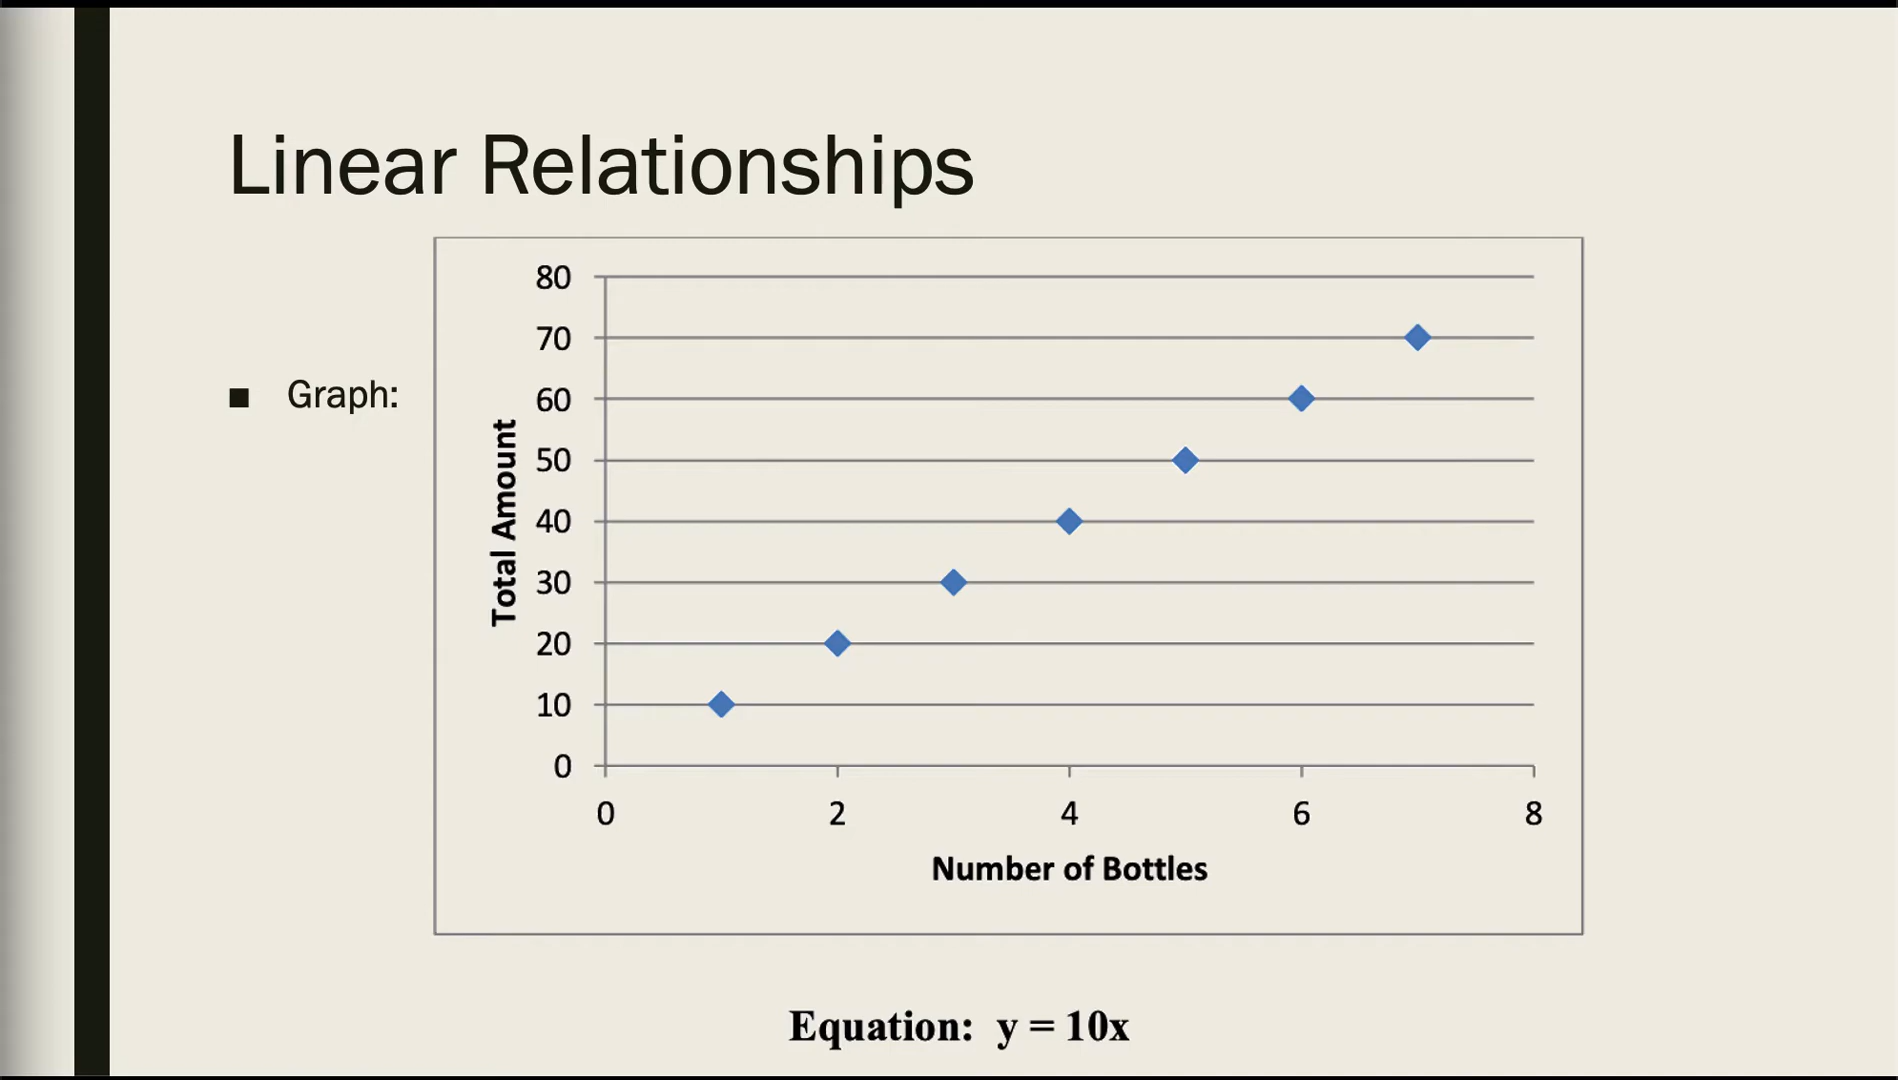 Linear Relationships
■ Graph:
80
70
60
50
40
30
20
10
0
Total Amount
0 2 4 6 8
Number of Bottles
Equation: y = 10x